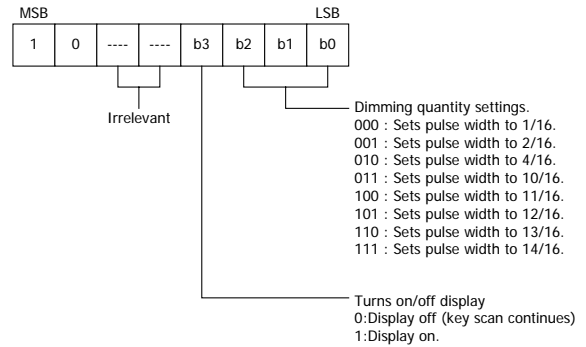 MSB LSB
1 0 ---- ---- b3 b2 b1 b0
Irrelevant
Dimming quantity settings.
000 : Sets pulse width to 1/16.
001 : Sets pulse width to 2/16.
010 : Sets pulse width to 4/16.
011 : Sets pulse width to 10/16.
100 : Sets pulse width to 11/16.
101 : Sets pulse width to 12/16.
110 : Sets pulse width to 13/16.
111 : Sets pulse width to 14/16.
Turns on/off display
0:Display off (key scan continues)
1:Display on.